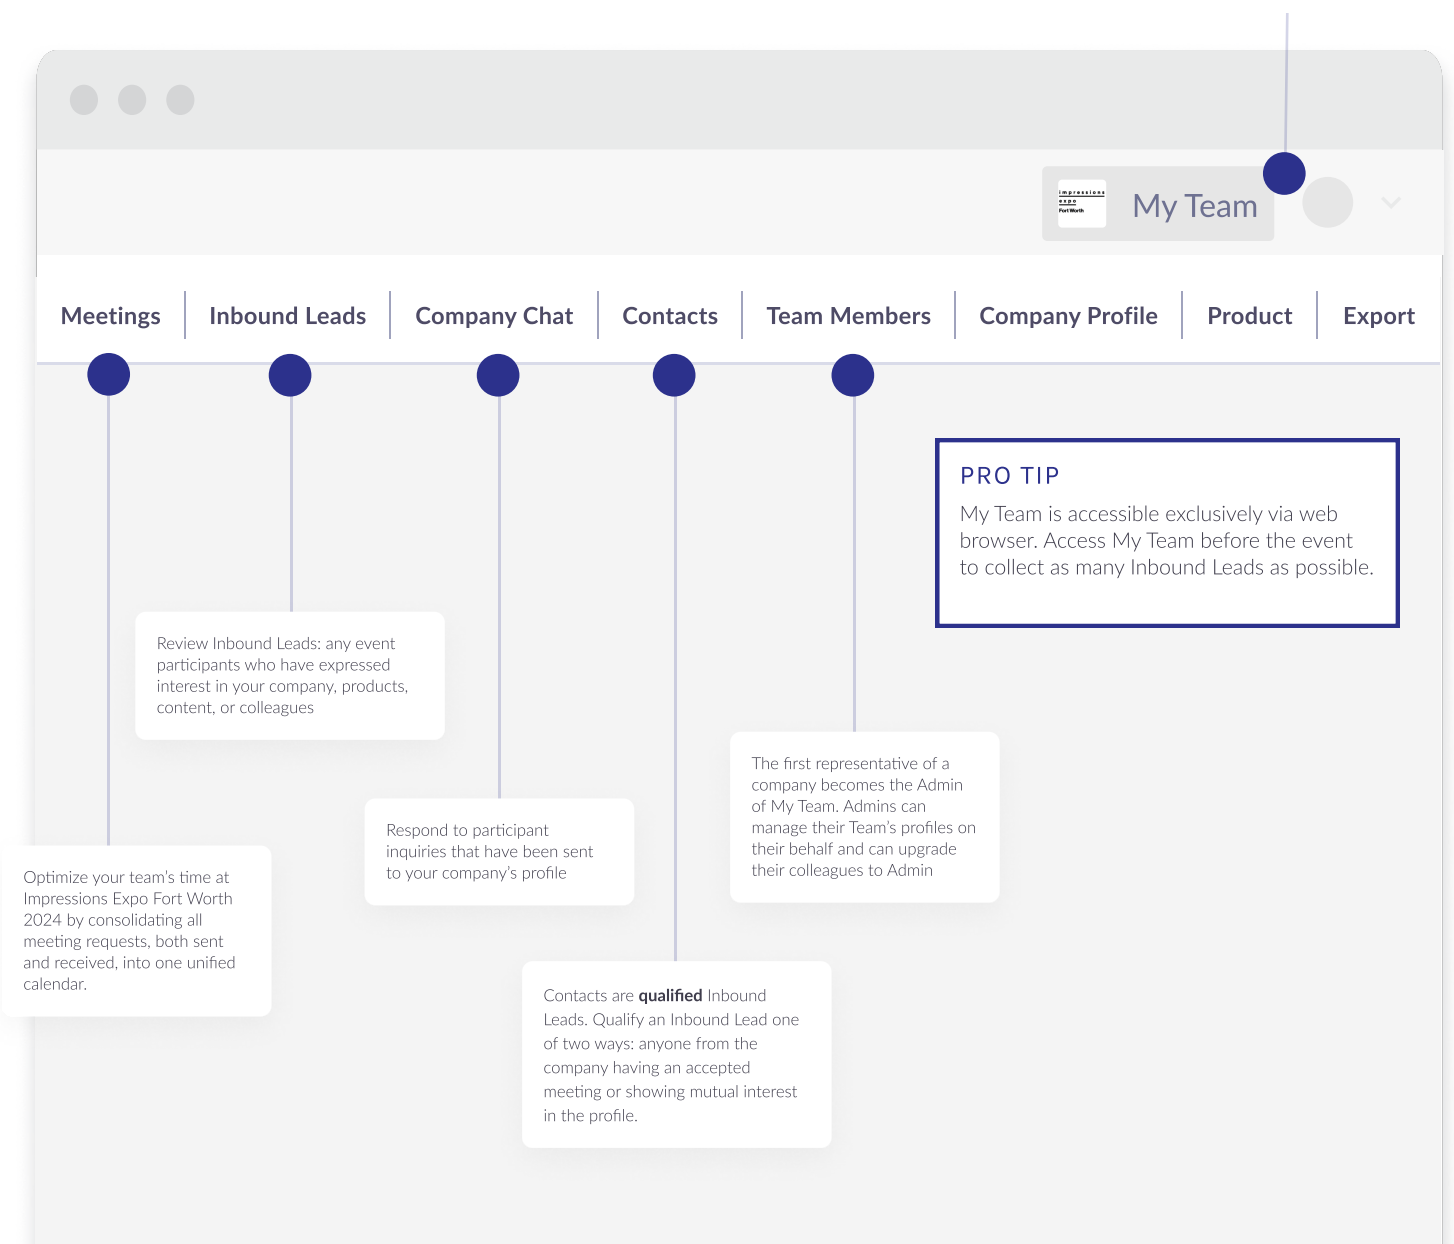 impressions
expo
Fort Worth
My Team
Meetings
Inbound Leads
Company Chat
Contacts
Team Members
Company Profile
Product
Export
PRO TIP
My Team is accessible exclusively via web
browser. Access My Team before the event
to collect as many Inbound Leads as possible.
Review Inbound Leads: any event
participants who have expressed
interest in your company, products,
content, or colleagues
The first representative of a
company becomes the Admin
of My Team. Admins can
manage their Team’s profiles on
their behalf and can upgrade
their colleagues to Admin
Respond to participant
inquiries that have been sent
to your company’s profile
Optimize your team’s time at
Impressions Expo Fort Worth
2024 by consolidating all
meeting requests, both sent
and received, into one unified
calendar.
Contacts are qualified Inbound
Leads. Qualify an Inbound Lead one
of two ways: anyone from the
company having an accepted
meeting or showing mutual interest
in the profile.